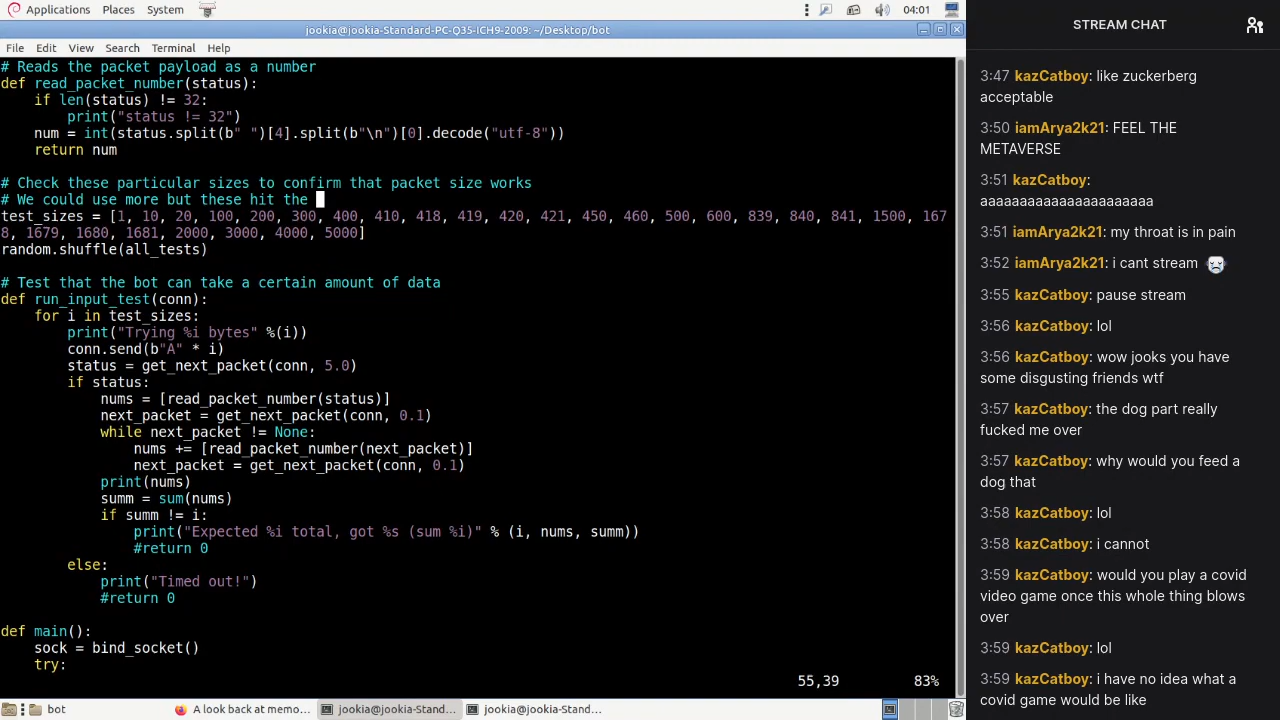 Applications Places System 04:01
jookia@jookia-Standard-PC-Q35-ICH9-2009: ~/Desktop/bot
File Edit View Search Terminal Help
# Reads the packet payload as a number
def read_packet_number(status):
    if len(status) != 32:
        print("status != 32")
    num = int(status.split(b" ")[4].split(b"\n")[0].decode("utf-8"))
    return num
# Check these particular sizes to confirm that packet size works
# We could use more but these hit the
test_sizes = [1, 10, 20, 100, 200, 300, 400, 410, 418, 419, 420, 421, 450, 460, 500, 600, 839, 840, 841, 1500, 167
8, 1679, 1680, 1681, 2000, 3000, 4000, 5000]
random.shuffle(all_tests)
# Test that the bot can take a certain amount of data
def run_input_test(conn):
    for i in test_sizes:
        print("Trying %i bytes" %(i))
        conn.send(b"A" * i)
        status = get_next_packet(conn, 5.0)
        if status:
            nums = [read_packet_number(status)]
            next_packet = get_next_packet(conn, 0.1)
            while next_packet != None:
                nums += [read_packet_number(next_packet)]
                next_packet = get_next_packet(conn, 0.1)
            print(nums)
            summ = sum(nums)
            if summ != i:
                print("Expected %i total, got %s (sum %i)" % (i, nums, summ))
                #return 0
        else:
            print("Timed out!")
            #return 0
def main():
    sock = bind_socket()
    try:
55,39 83%
bot A look back at memo... jookia@jookia-Stand... jookia@jookia-Stand...
STREAM CHAT
3:47 kazCatboy: like zuckerberg
acceptable
3:50 iamArya2k21: FEEL THE
METAVERSE
3:51 kazCatboy:
aaaaaaaaaaaaaaaaaaaaaa
3:51 iamArya2k21: my throat is in pain
3:52 iamArya2k21: i cant stream
3:55 kazCatboy: pause stream
3:56 kazCatboy: lol
3:56 kazCatboy: wow jooks you have
some disgusting friends wtf
3:57 kazCatboy: the dog part really
fucked me over
3:57 kazCatboy: why would you feed a
dog that
3:58 kazCatboy: lol
3:58 kazCatboy: i cannot
3:59 kazCatboy: would you play a covid
video game once this whole thing blows
over
3:59 kazCatboy: lol
3:59 kazCatboy: i have no idea what a
covid game would be like